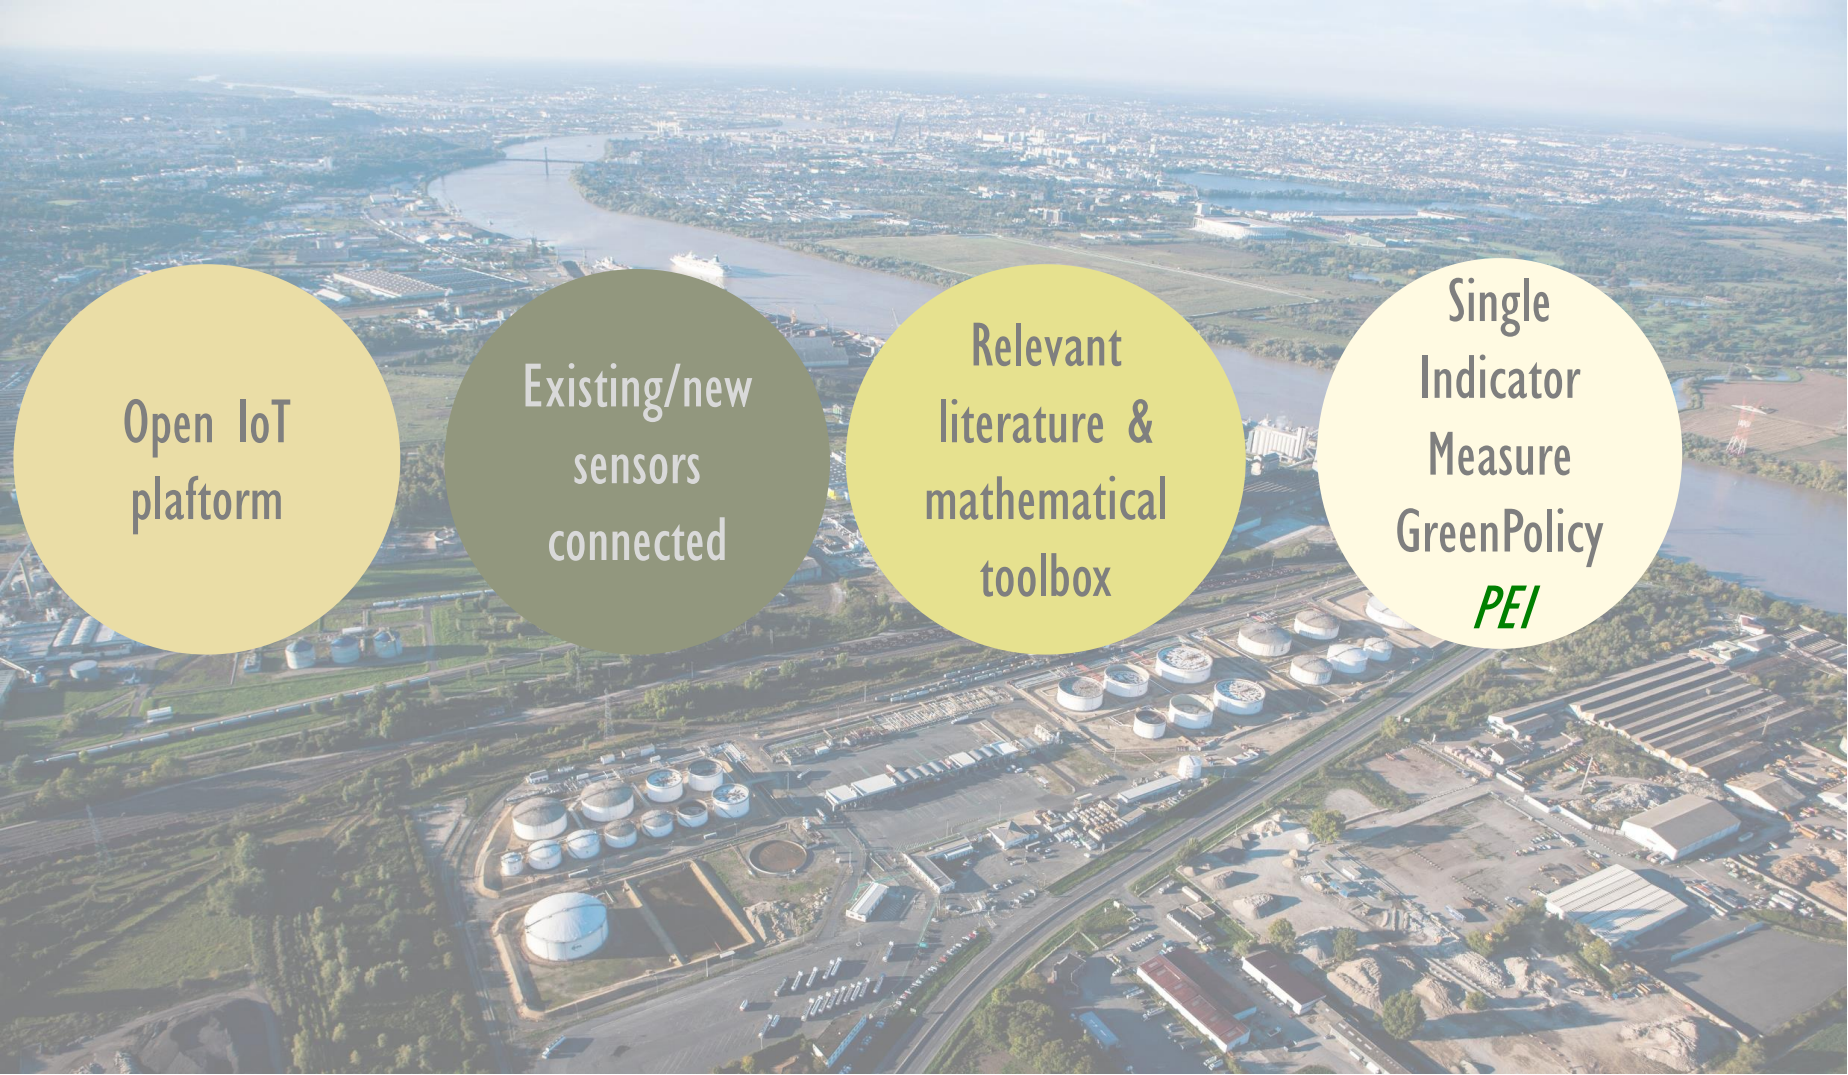 Open IoT
plaftorm
Existing/new
sensors
connected
Relevant
literature &
mathematical
toolbox
Single
Indicator
Measure
GreenPolicy
PEI